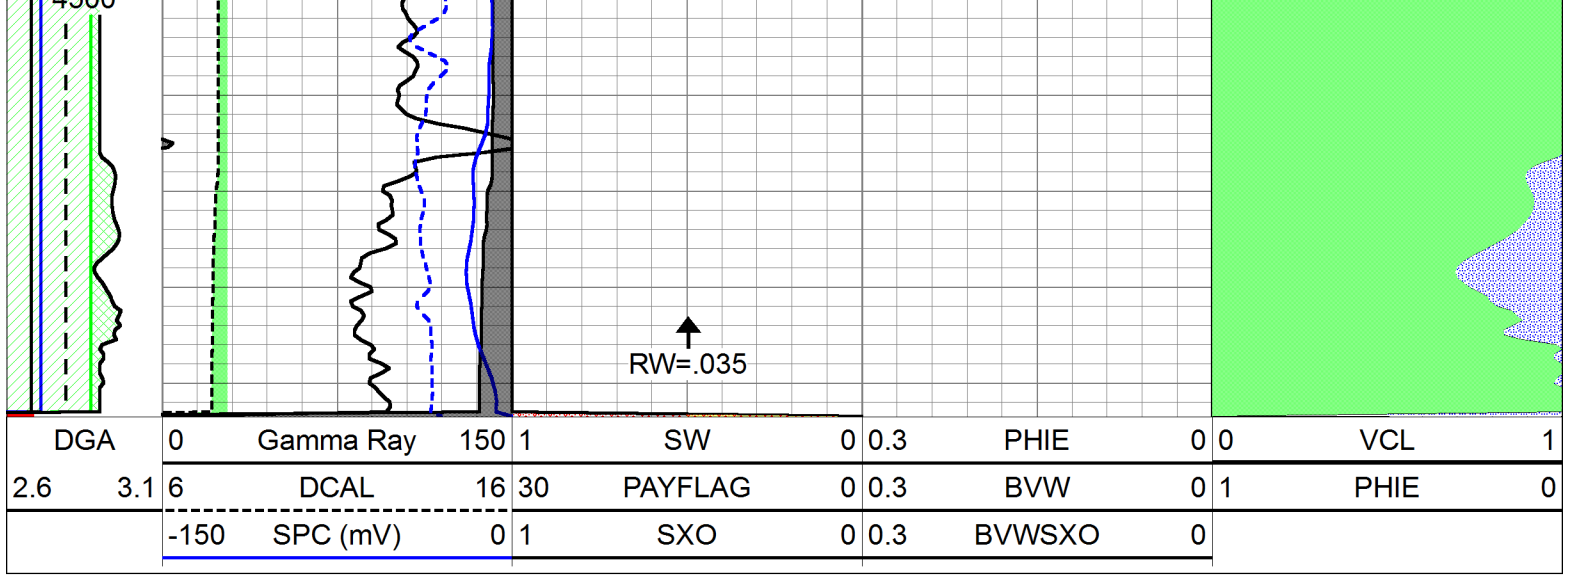 4500
RW=.035
DGA 0 Gamma Ray 150 1 SW 0 0.3 PHIE 0 0 VCL 1
2.6 3.1 6 DCAL 16 30 PAYFLAG 0 0.3 BVW 0 1 PHIE 0
-150 SPC (mV) 0 1 SXO 0 0.3 BVWSXO 0